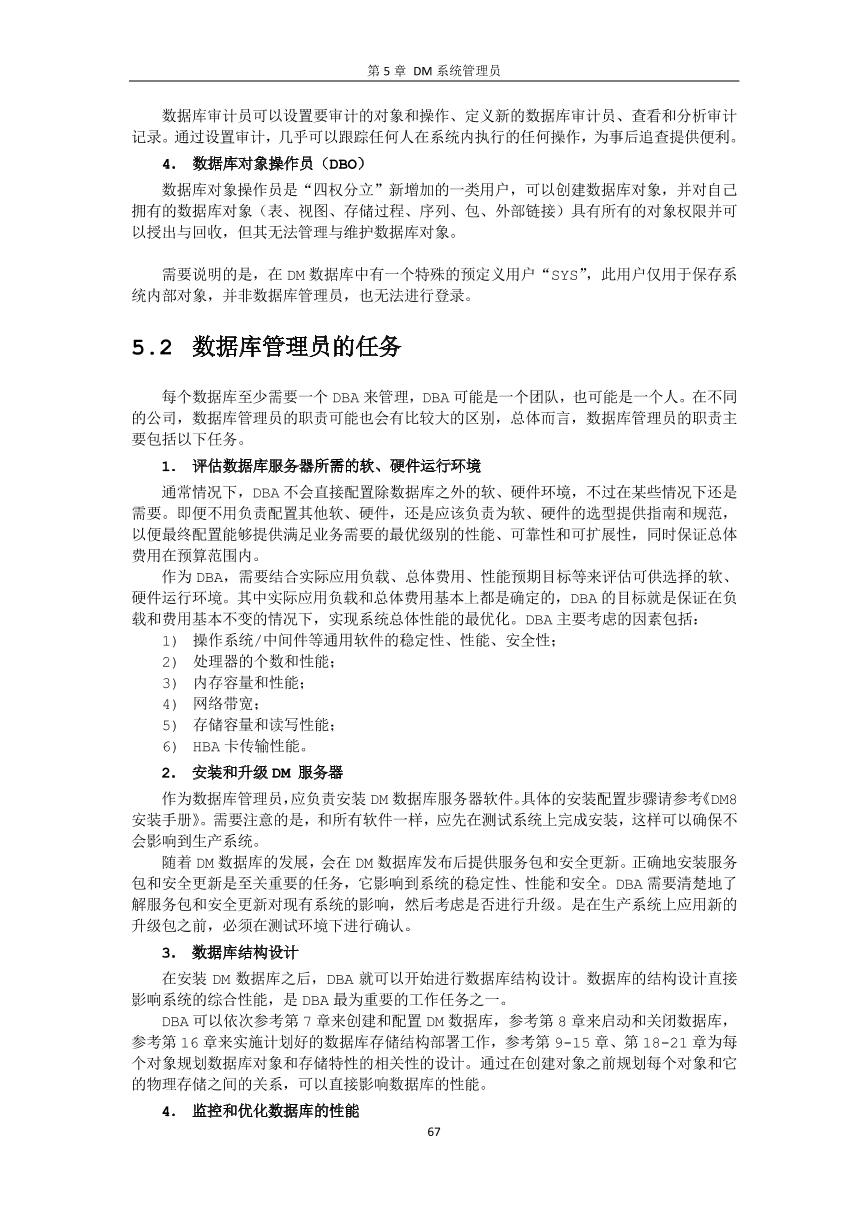 第 5 章 DM 系统管理员
数据库审计员可以设置要审计的对象和操作、定义新的数据库审计员、查看和分析审计
记录。通过设置审计，几乎可以跟踪任何人在系统内执行的任何操作，为事后追查提供便利。
4. 数据库对象操作员（DBO）
数据库对象操作员是“四权分立”新增加的一类用户，可以创建数据库对象，并对自己
拥有的数据库对象（表、视图、存储过程、序列、包、外部链接）具有所有的对象权限并可
以授出与回收，但其无法管理与维护数据库对象。
需要说明的是，在 DM 数据库中有一个特殊的预定义用户“SYS”，此用户仅用于保存系
统内部对象，并非数据库管理员，也无法进行登录。
5.2 数据库管理员的任务
每个数据库至少需要一个 DBA 来管理，DBA 可能是一个团队，也可能是一个人。在不同
的公司，数据库管理员的职责可能也会有比较大的区别，总体而言，数据库管理员的职责主
要包括以下任务。
1. 评估数据库服务器所需的软、硬件运行环境
通常情况下，DBA 不会直接配置除数据库之外的软、硬件环境，不过在某些情况下还是
需要。即便不用负责配置其他软、硬件，还是应该负责为软、硬件的选型提供指南和规范，
以便最终配置能够提供满足业务需要的最优级别的性能、可靠性和可扩展性，同时保证总体
费用在预算范围内。
作为 DBA，需要结合实际应用负载、总体费用、性能预期目标等来评估可供选择的软、
硬件运行环境。其中实际应用负载和总体费用基本上都是确定的，DBA 的目标就是保证在负
载和费用基本不变的情况下，实现系统总体性能的最优化。DBA 主要考虑的因素包括：
1) 操作系统/中间件等通用软件的稳定性、性能、安全性；
2) 处理器的个数和性能；
3) 内存容量和性能；
4) 网络带宽；
5) 存储容量和读写性能；
6) HBA 卡传输性能。
2. 安装和升级 DM 服务器
作为数据库管理员，应负责安装 DM 数据库服务器软件。具体的安装配置步骤请参考《DM8
安装手册》。需要注意的是，和所有软件一样，应先在测试系统上完成安装，这样可以确保不
会影响到生产系统。
随着 DM 数据库的发展，会在 DM 数据库发布后提供服务包和安全更新。正确地安装服务
包和安全更新是至关重要的任务，它影响到系统的稳定性、性能和安全。DBA 需要清楚地了
解服务包和安全更新对现有系统的影响，然后考虑是否进行升级。是在生产系统上应用新的
升级包之前，必须在测试环境下进行确认。
3. 数据库结构设计
在安装 DM 数据库之后，DBA 就可以开始进行数据库结构设计。数据库的结构设计直接
影响系统的综合性能，是 DBA 最为重要的工作任务之一。
DBA 可以依次参考第 7 章来创建和配置 DM 数据库，参考第 8 章来启动和关闭数据库，
参考第 16 章来实施计划好的数据库存储结构部署工作，参考第 9-15 章、第 18-21 章为每
个对象规划数据库对象和存储特性的相关性的设计。通过在创建对象之前规划每个对象和它
的物理存储之间的关系，可以直接影响数据库的性能。
4. 监控和优化数据库的性能
67